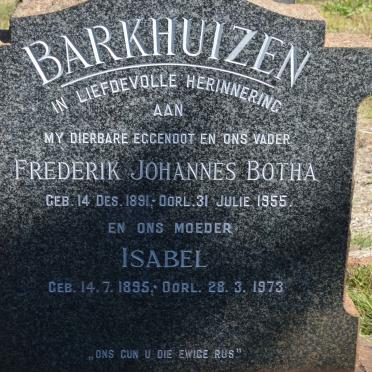 BARKHUIZEN
IN LIEFDEVOLLE HERINNERING
AAN
MY DIERBARE EGGENOOT EN ONS VADER
FREDERIK JOHANNES BOTHA
GEB. 14 DES. 1891,- OORL. 31 JULIE 1955.
EN ONS MOEDER
ISABEL
GEB. 14.7.1895,- OORL. 28.3.1973
„ONS GUN U DIE EWIGE RUS"